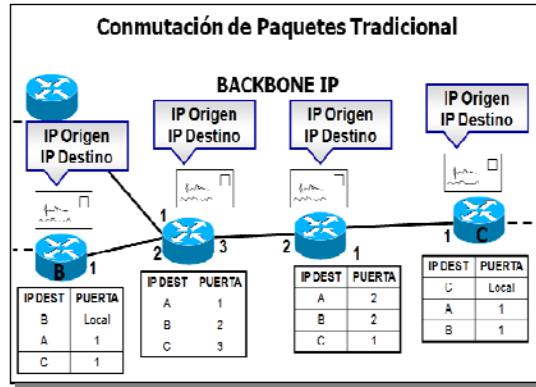 Conmutación de Paquetes Tradicional
BACKBONE IP
IP Origen
IP Destino
IP Origen
IP Destino
IP Origen
IP Destino
IP Origen
IP Destino
1
2
3
2
1
1
C
B
1
IP DEST PUERTA
B Local
A 1
C 1
IP DEST PUERTA
A 1
B 2
C 3
IP DEST PUERTA
A 2
B 2
C 1
IP DEST PUERTA
C Local
A 1
B 1